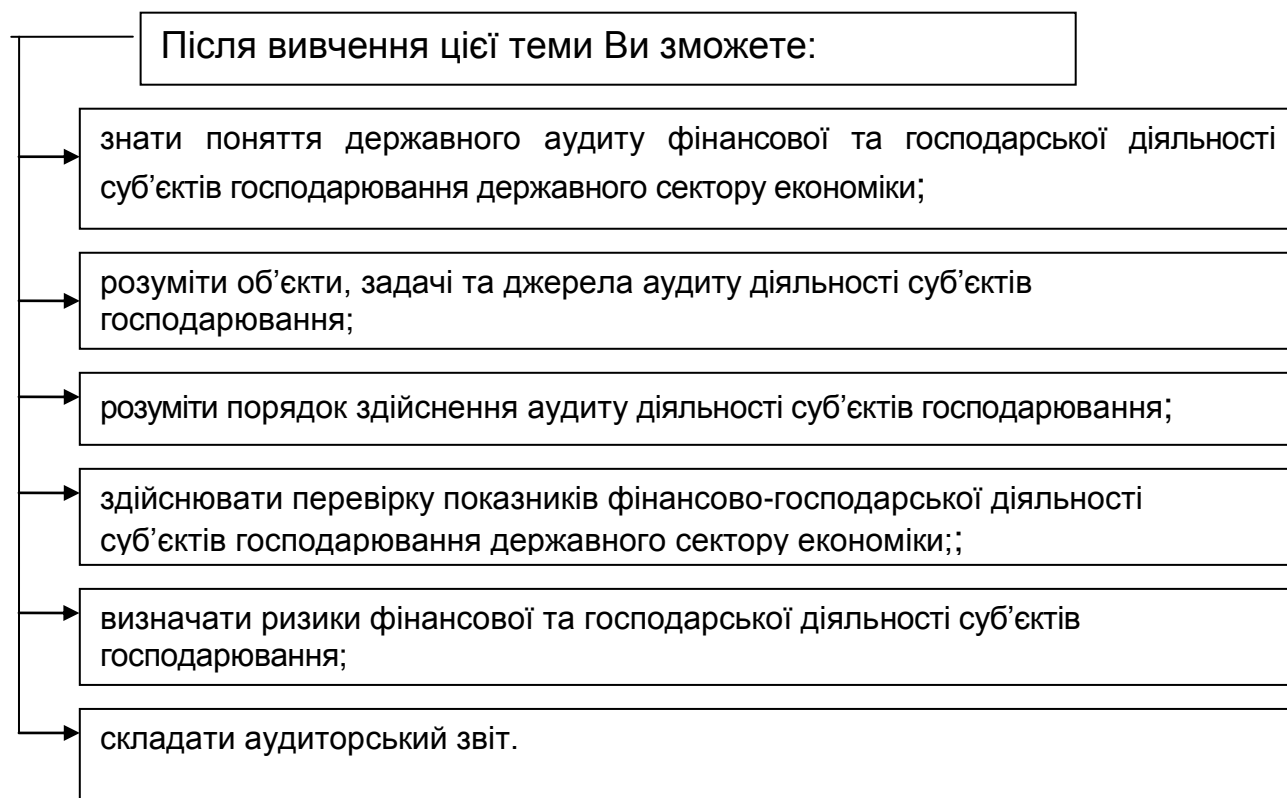 Після вивчення цієї теми Ви зможете:
знати поняття державного аудиту фінансової та господарської діяльності
суб’єктів господарювання державного сектору економіки;
розуміти об’єкти, задачі та джерела аудиту діяльності суб’єктів
господарювання;
розуміти порядок здійснення аудиту діяльності суб’єктів господарювання;
здійснювати перевірку показників фінансово-господарської діяльності
суб’єктів господарювання державного сектору економіки;;
визначати ризики фінансової та господарської діяльності суб’єктів
господарювання;
складати аудиторський звіт.